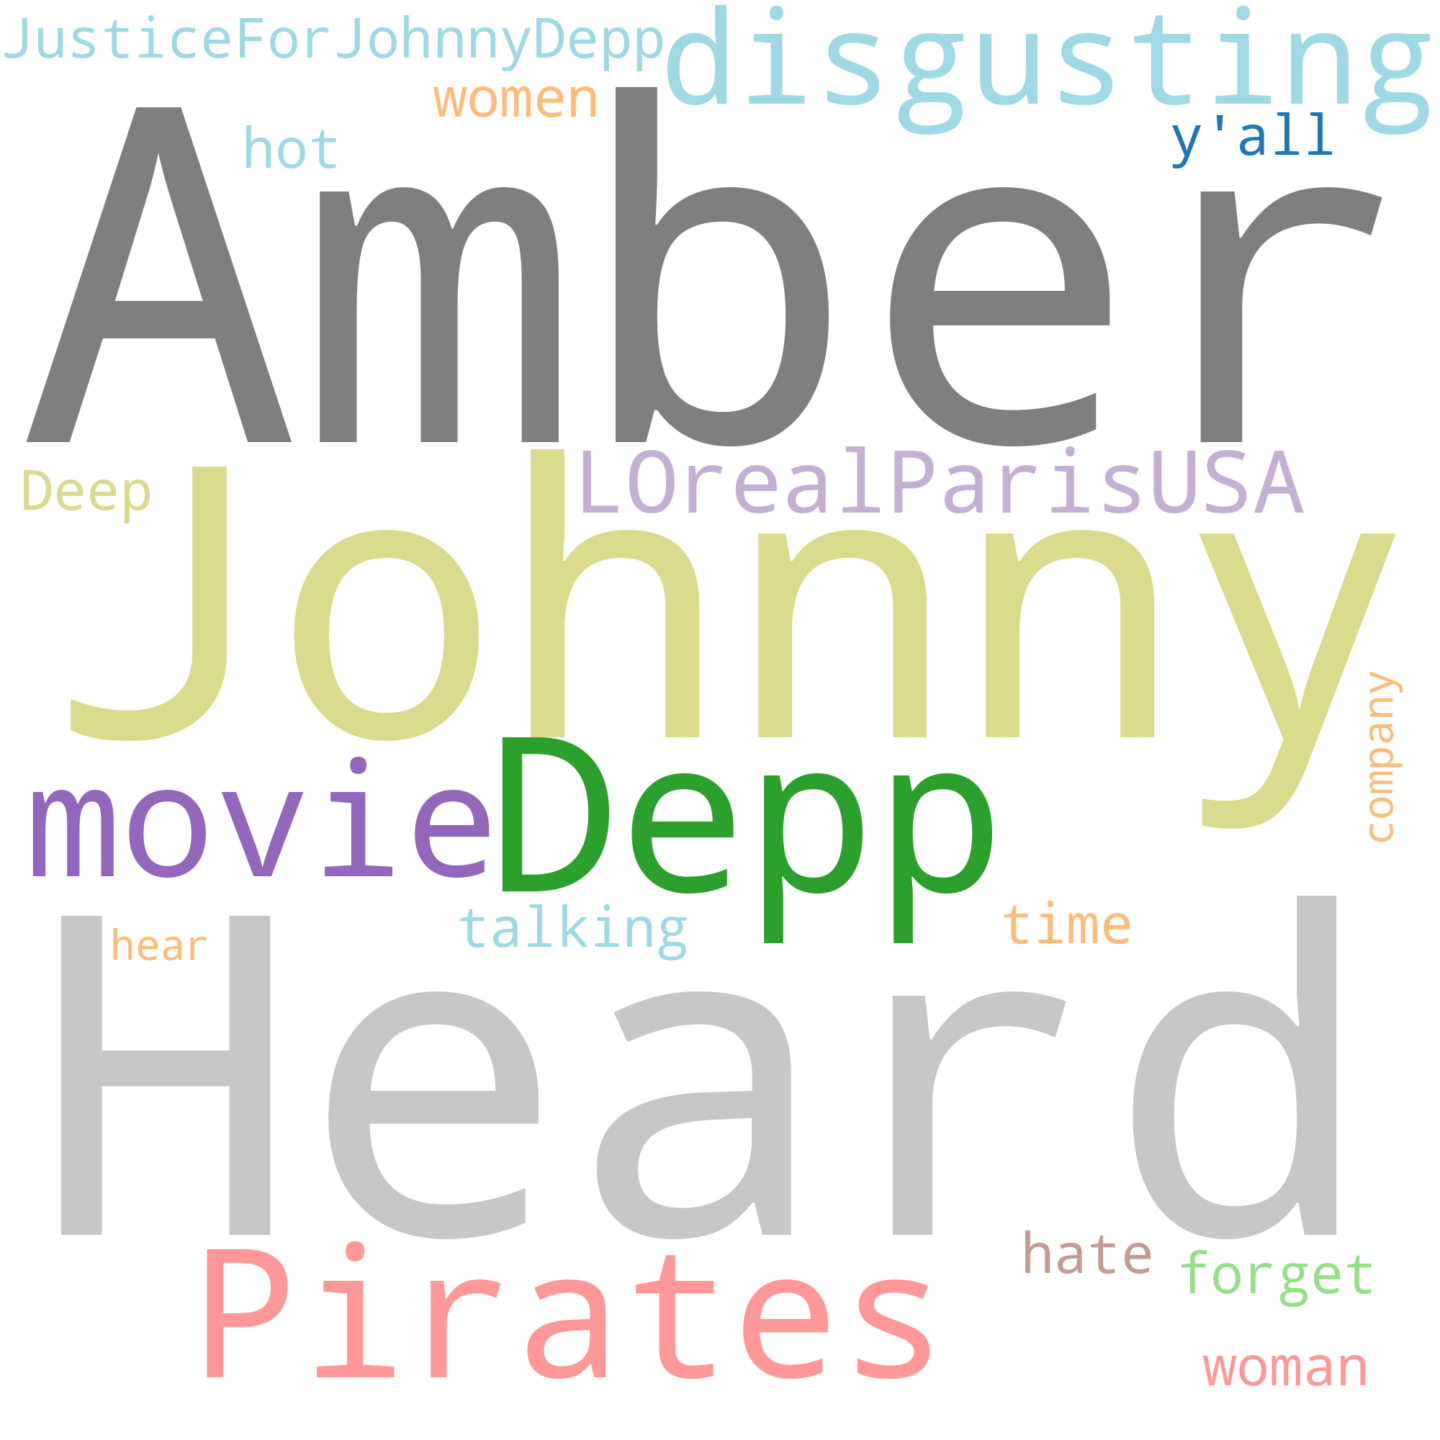 JusticeForJohnnyDepp
disgusting
women
hot
y'all
Amber
Deep
LOrealParisUSA
Johnny
company
movie
Depp
talking
time
hear
Heard
Pirates
hate
forget
woman